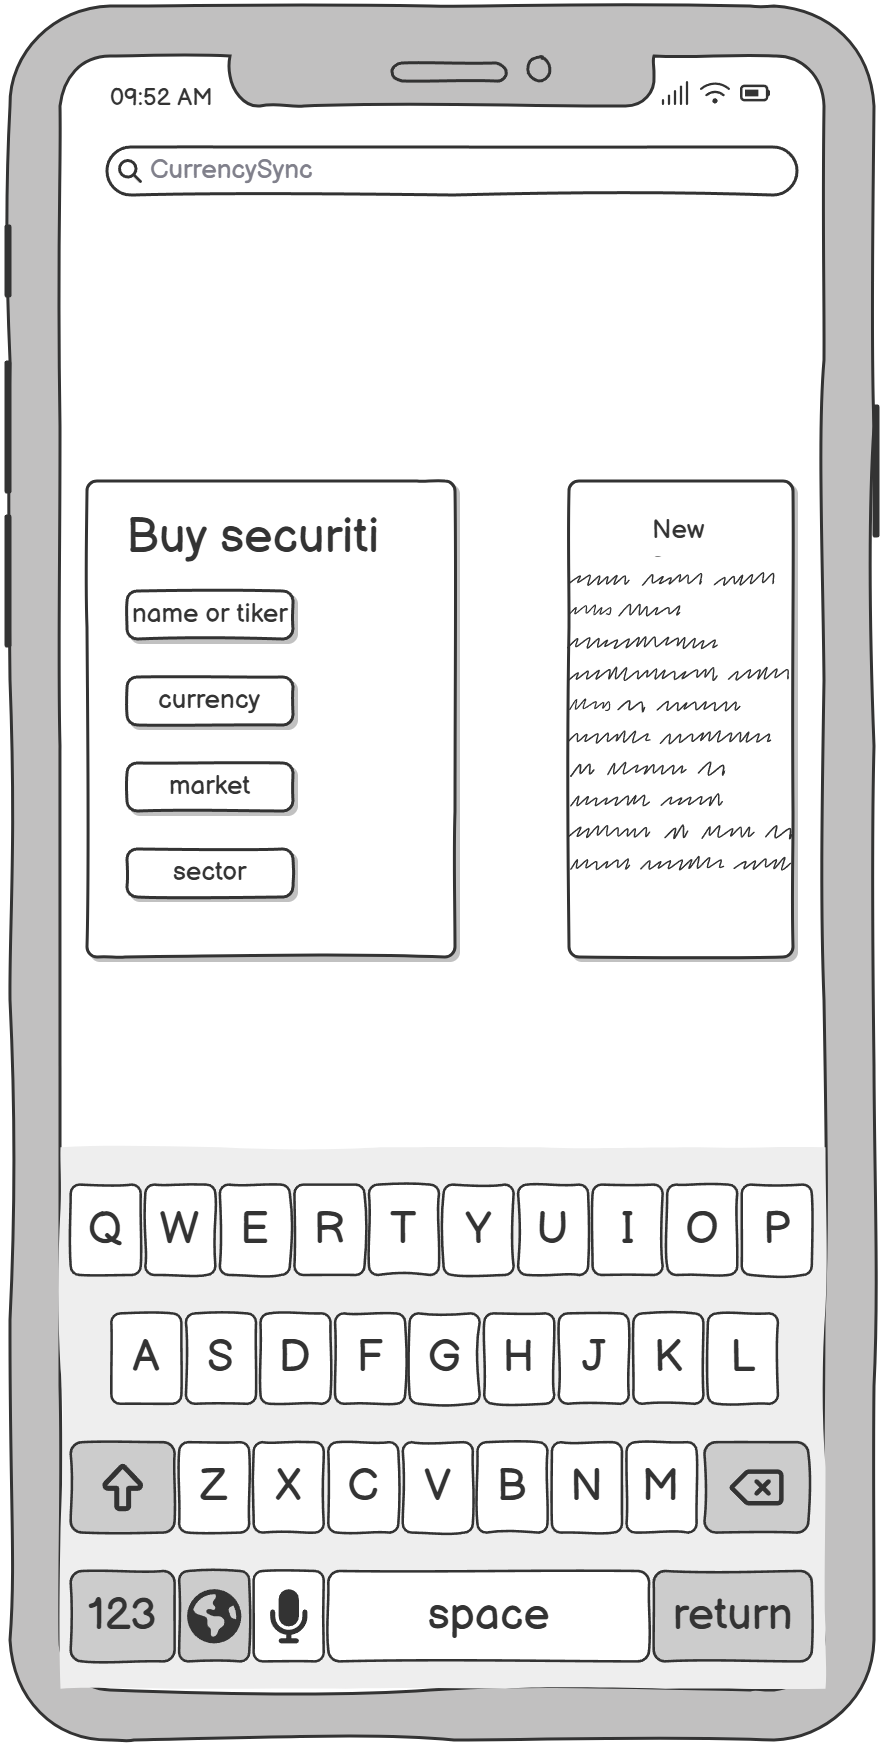 09:52 AM
CurrencySync
Buy securiti
name or tiker
currency
market
sector
New
Q W E R T Y U I O P
A S D F G H J K L
Z X C V B N M
123 space return